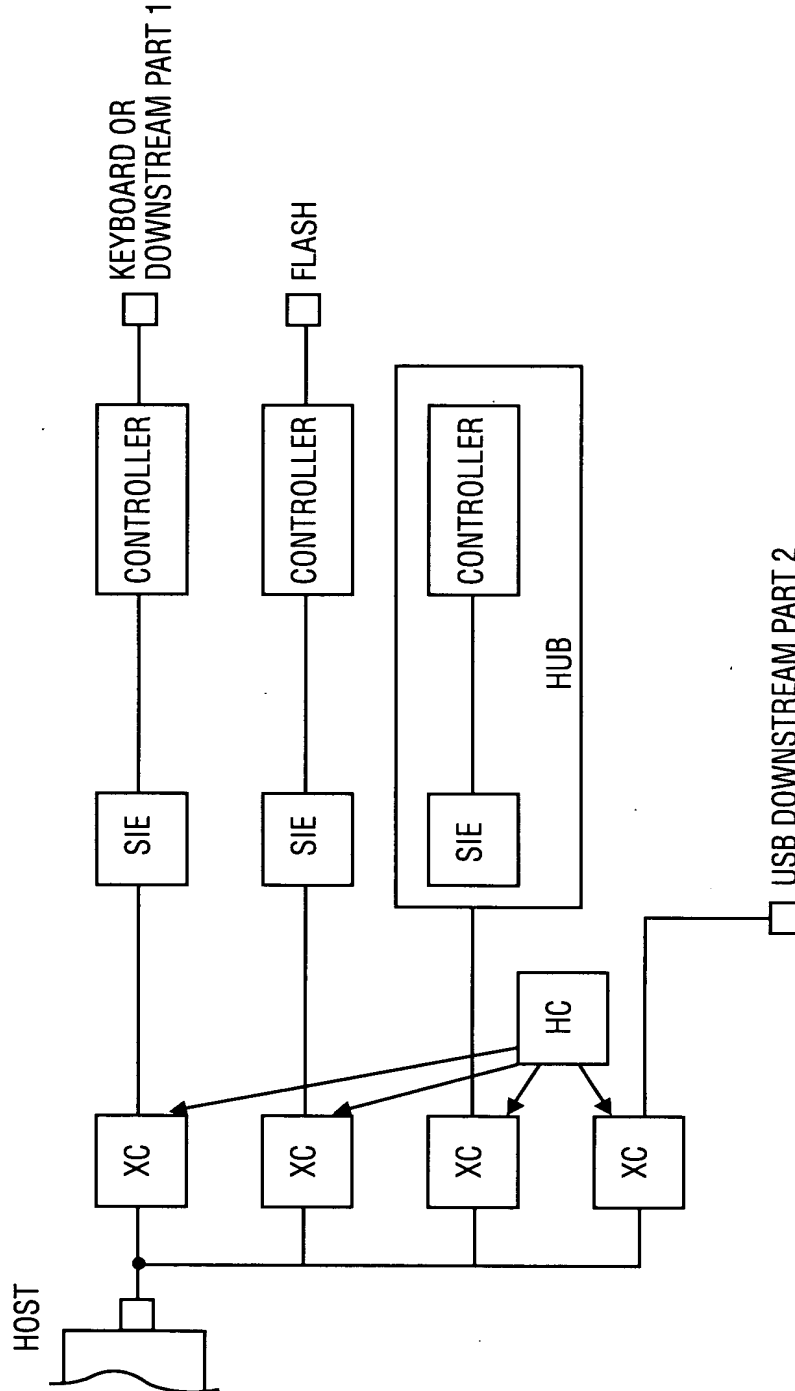 HOST
XC
SIE
CONTROLLER
KEYBOARD OR
DOWNSTREAM PART 1
XC
SIE
CONTROLLER
FLASH
XC
SIE
CONTROLLER
HUB
HC
XC
USB DOWNSTREAM PART 2